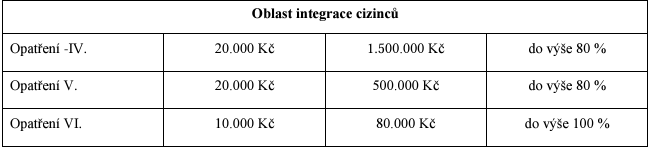 Oblast integrace cizinců
Opatření -IV. 20.000 Kč 1.500.000 Kč do výše 80 %
Opatření V. 20.000 Kč 500.000 Kč do výše 80 %
Opatření VI. 10.000 Kč 80.000 Kč do výše 100 %